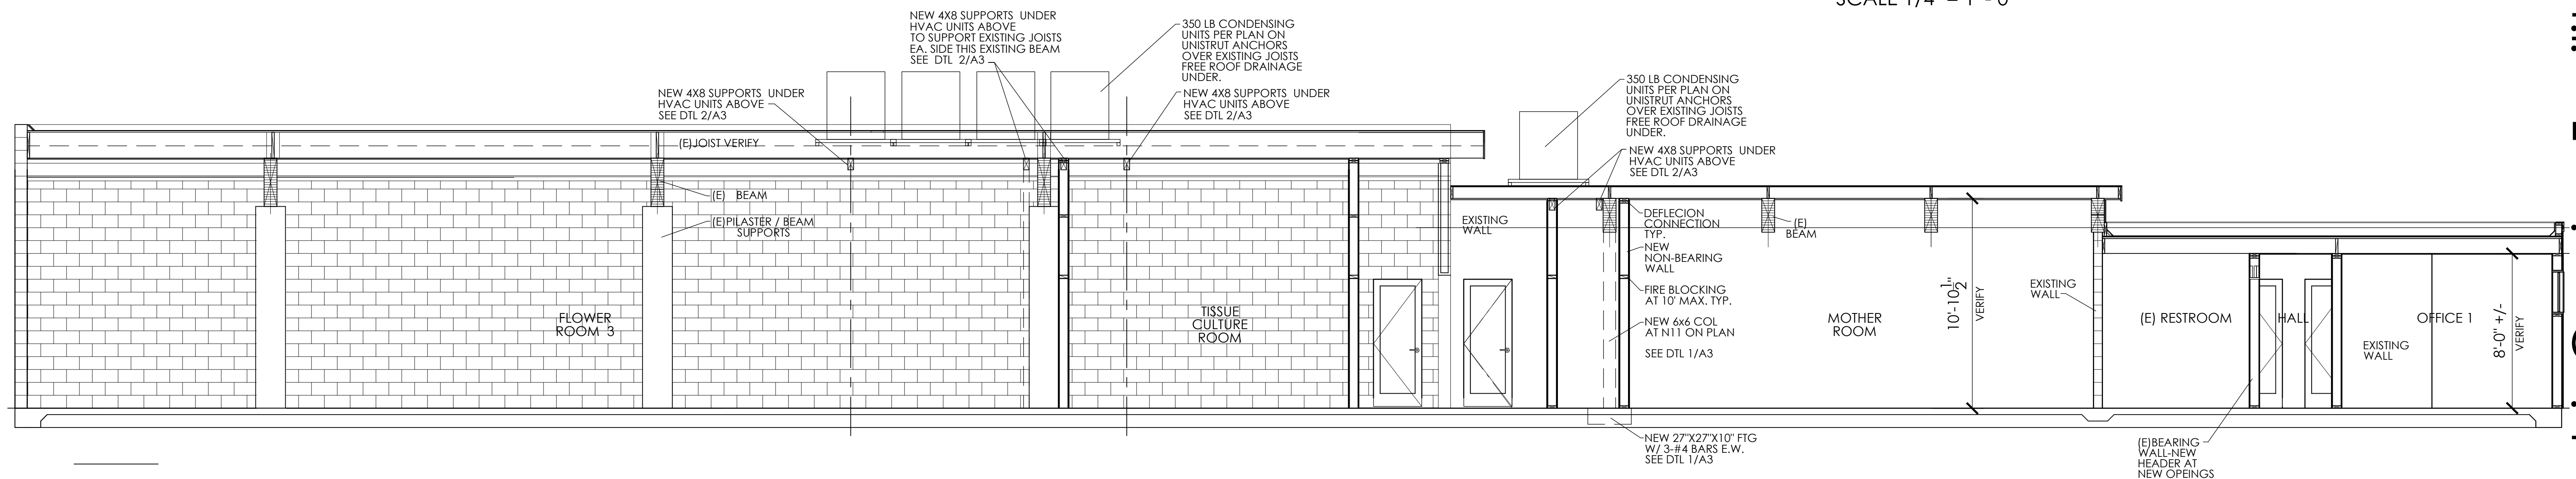 SCALE 1/4" = 1'- 0"
NEW 4X8 SUPPORTS UNDER
HVAC UNITS ABOVE
TO SUPPORT EXISTING JOISTS
EA. SIDE THIS EXISTING BEAM
SEE DTL 2/A3
350 LB CONDENSING
UNITS PER PLAN ON
UNISTRUT ANCHORS
OVER EXISTING JOISTS
FREE ROOF DRAINAGE
UNDER.
NEW 4X8 SUPPORTS UNDER
HVAC UNITS ABOVE
SEE DTL 2/A3
NEW 4X8 SUPPORTS UNDER
HVAC UNITS ABOVE
SEE DTL 2/A3
350 LB CONDENSING
UNITS PER PLAN ON
UNISTRUT ANCHORS
OVER EXISTING JOISTS
FREE ROOF DRAINAGE
UNDER.
NEW 4X8 SUPPORTS UNDER
HVAC UNITS ABOVE
SEE DTL 2/A3
(E)JOIST VERIFY
(E) BEAM
(E)PILASTER / BEAM
SUPPORTS
EXISTING
WALL
DEFLECION
CONNECTION
TYP.
NEW
NON-BEARING
WALL
FIRE BLOCKING
AT 10' MAX. TYP.
NEW 6x6 COL
AT N11 ON PLAN
SEE DTL 1/A3
(E)
BEAM
FLOWER
ROOM 3
TISSUE
CULTURE
ROOM
MOTHER
ROOM
10'-10 1/2"
VERIFY
EXISTING
WALL
(E) RESTROOM
HALL
EXISTING
WALL
OFFICE 1
8'-0" +/-
VERIFY
NEW 27"X27"X10" FTG
W/ 3-#4 BARS E.W.
SEE DTL 1/A3
(E)BEARING
WALL-NEW
HEADER AT
NEW OPEINGS